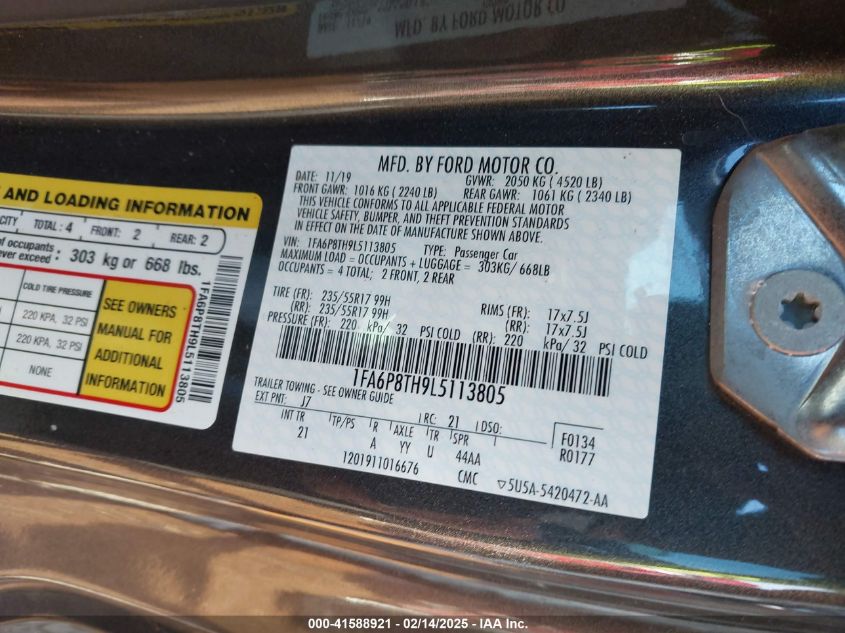 MFD. BY FORD MOTOR CO.
AND LOADING INFORMATION
CITY TOTAL: 4 FRONT: 2 REAR: 2
of occupants: 303 kg or 668 lbs.
ever exceed:
COLD TIRE PRESSURE
220 KPA, 32 PSI
220 KPA, 32 PSI
NONE
SEE OWNERS
MANUAL FOR
ADDITIONAL
INFORMATION
1FA6P8TH9L5113805
MFD. BY FORD MOTOR CO.
DATE: 11/19 GVWR: 2050 KG ( 4520 LB)
FRONT GAWR: 1016 KG ( 2240 LB) REAR GAWR: 1061 KG ( 2340 LB)
THIS VEHICLE CONFORMS TO ALL APPLICABLE FEDERAL MOTOR
VEHICLE SAFETY, BUMPER, AND THEFT PREVENTION STANDARDS
IN EFFECT ON THE DATE OF MANUFACTURE SHOWN ABOVE.
VIN: 1FA6P8TH9L5113805 TYPE: Passenger Car
MAXIMUM LOAD = OCCUPANTS + LUGGAGE = 303KG/ 668LB
OCCUPANTS = 4 TOTAL; 2 FRONT, 2 REAR
TIRE (FR): 235/55R17 99H RIMS (FR): 17x7.5J
(RR): 235/55R17 99H (RR): 17x7.5J
PRESSURE (FR): 220 kPa/ 32 PSI COLD (RR): 220 kPa/32 PSI COLD
1FA6P8TH9L5113805
TRAILER TOWING - SEE OWNER GUIDE
EXT PNT: J7 RC: 21 DSO: F0134
INT TR TP/PS R AXLE TR SPR R0177
21 A YY U 44AA
1201911016676 CMC ▽5U5A-5420472-AA
000-41588921 - 02/14/2025 - IAA Inc.